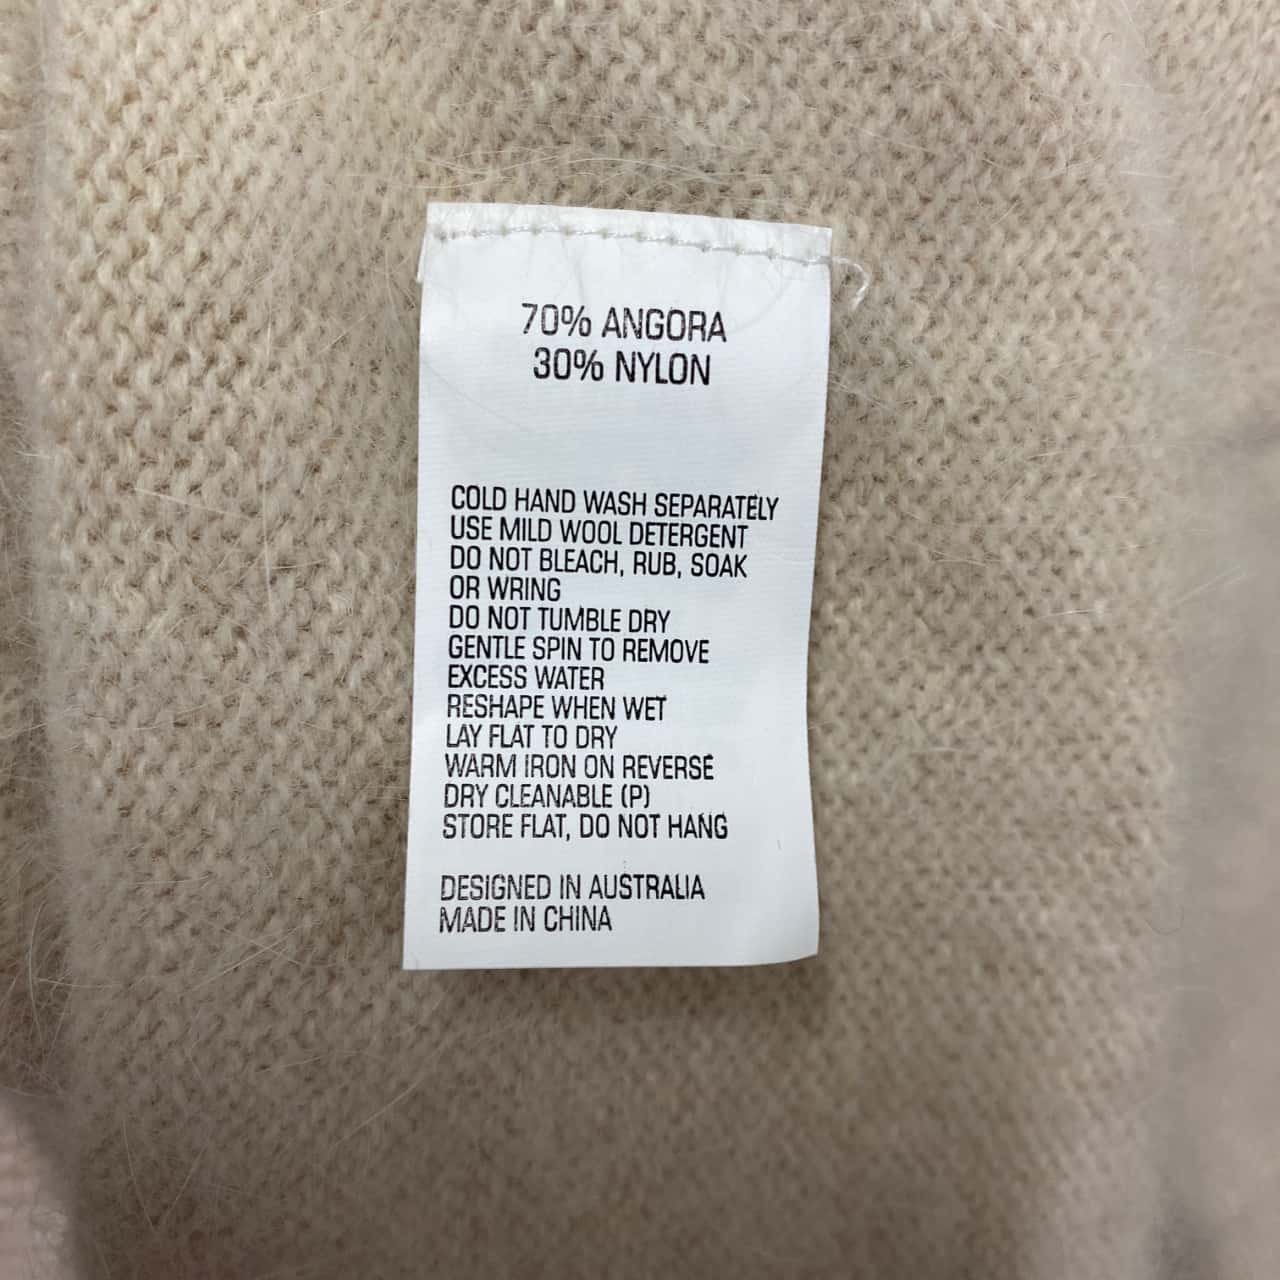 70% ANGORA
30% NYLON
COLD HAND WASH SEPARATELY
USE MILD WOOL DETERGENT
DO NOT BLEACH, RUB, SOAK
OR WRING
DO NOT TUMBLE DRY
GENTLE SPIN TO REMOVE
EXCESS WATER
RESHAPE WHEN WET
LAY FLAT TO DRY
WARM IRON ON REVERSE
DRY CLEANABLE (P)
STORE FLAT, DO NOT HANG
DESIGNED IN AUSTRALIA
MADE IN CHINA